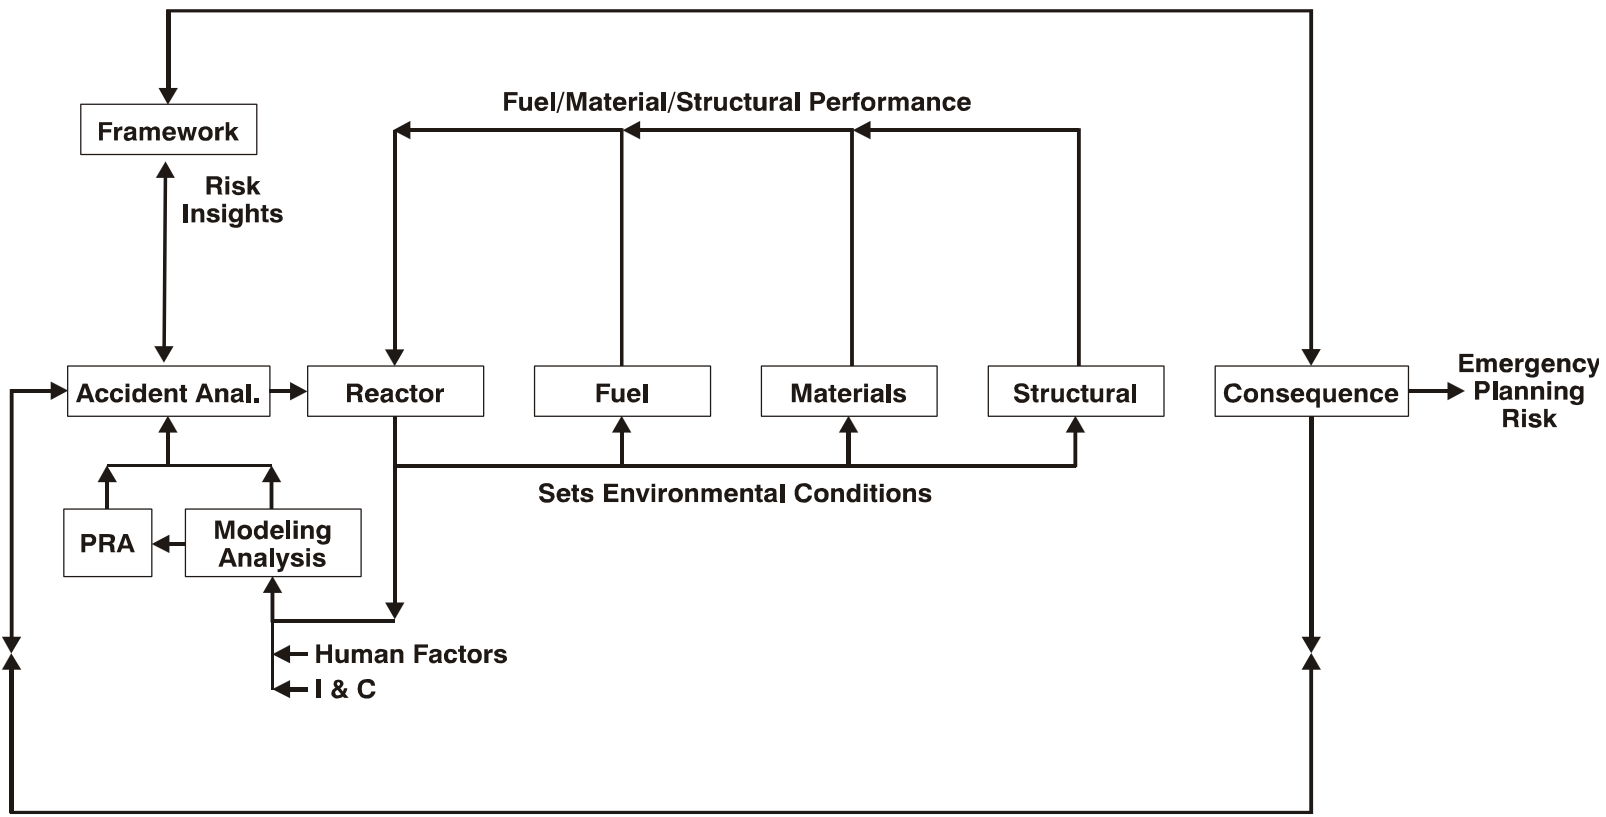 Fuel/Material/Structural Performance
Framework
Risk
Insights
Accident Anal.
Reactor
Fuel
Materials
Structural
Consequence
Emergency
Planning
Risk
Sets Environmental Conditions
PRA
Modeling
Analysis
Human Factors
I & C